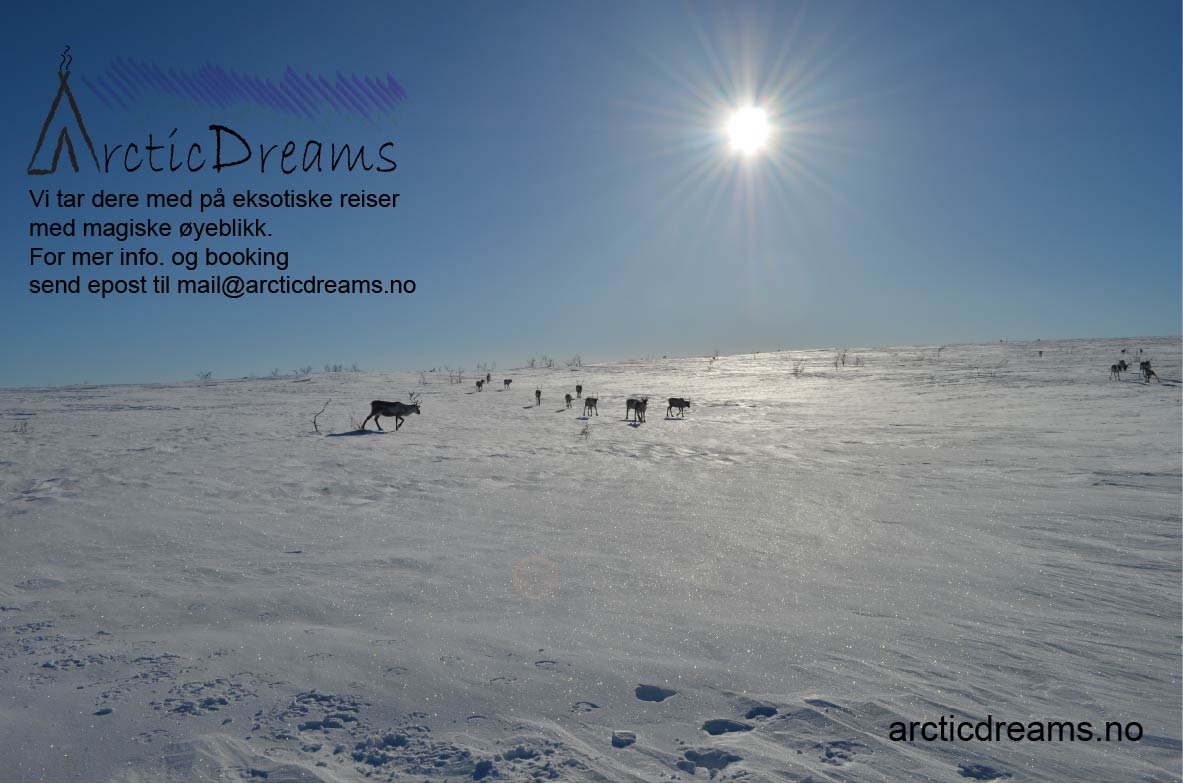 ArcticDreams
Vi tar dere med på eksotiske reiser
med magiske øyeblikk.
For mer info. og booking
send epost til mail@arcticdreams.no
arcticdreams.no